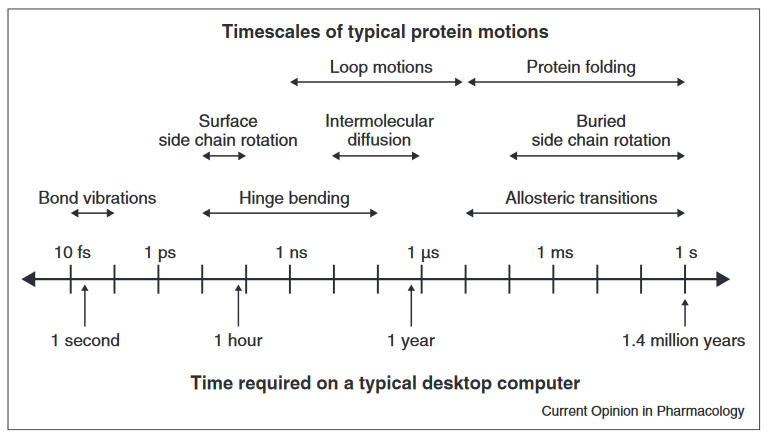 Timescales of typical protein motions
Loop motions
Protein folding
Surface
side chain rotation
Intermolecular
diffusion
Buried
side chain rotation
Bond vibrations
Hinge bending
Allosteric transitions
10 fs
1 ps
1 ns
1 μs
1 ms
1 s
1 second
1 hour
1 year
1.4 million years
Time required on a typical desktop computer
Current Opinion in Pharmacology